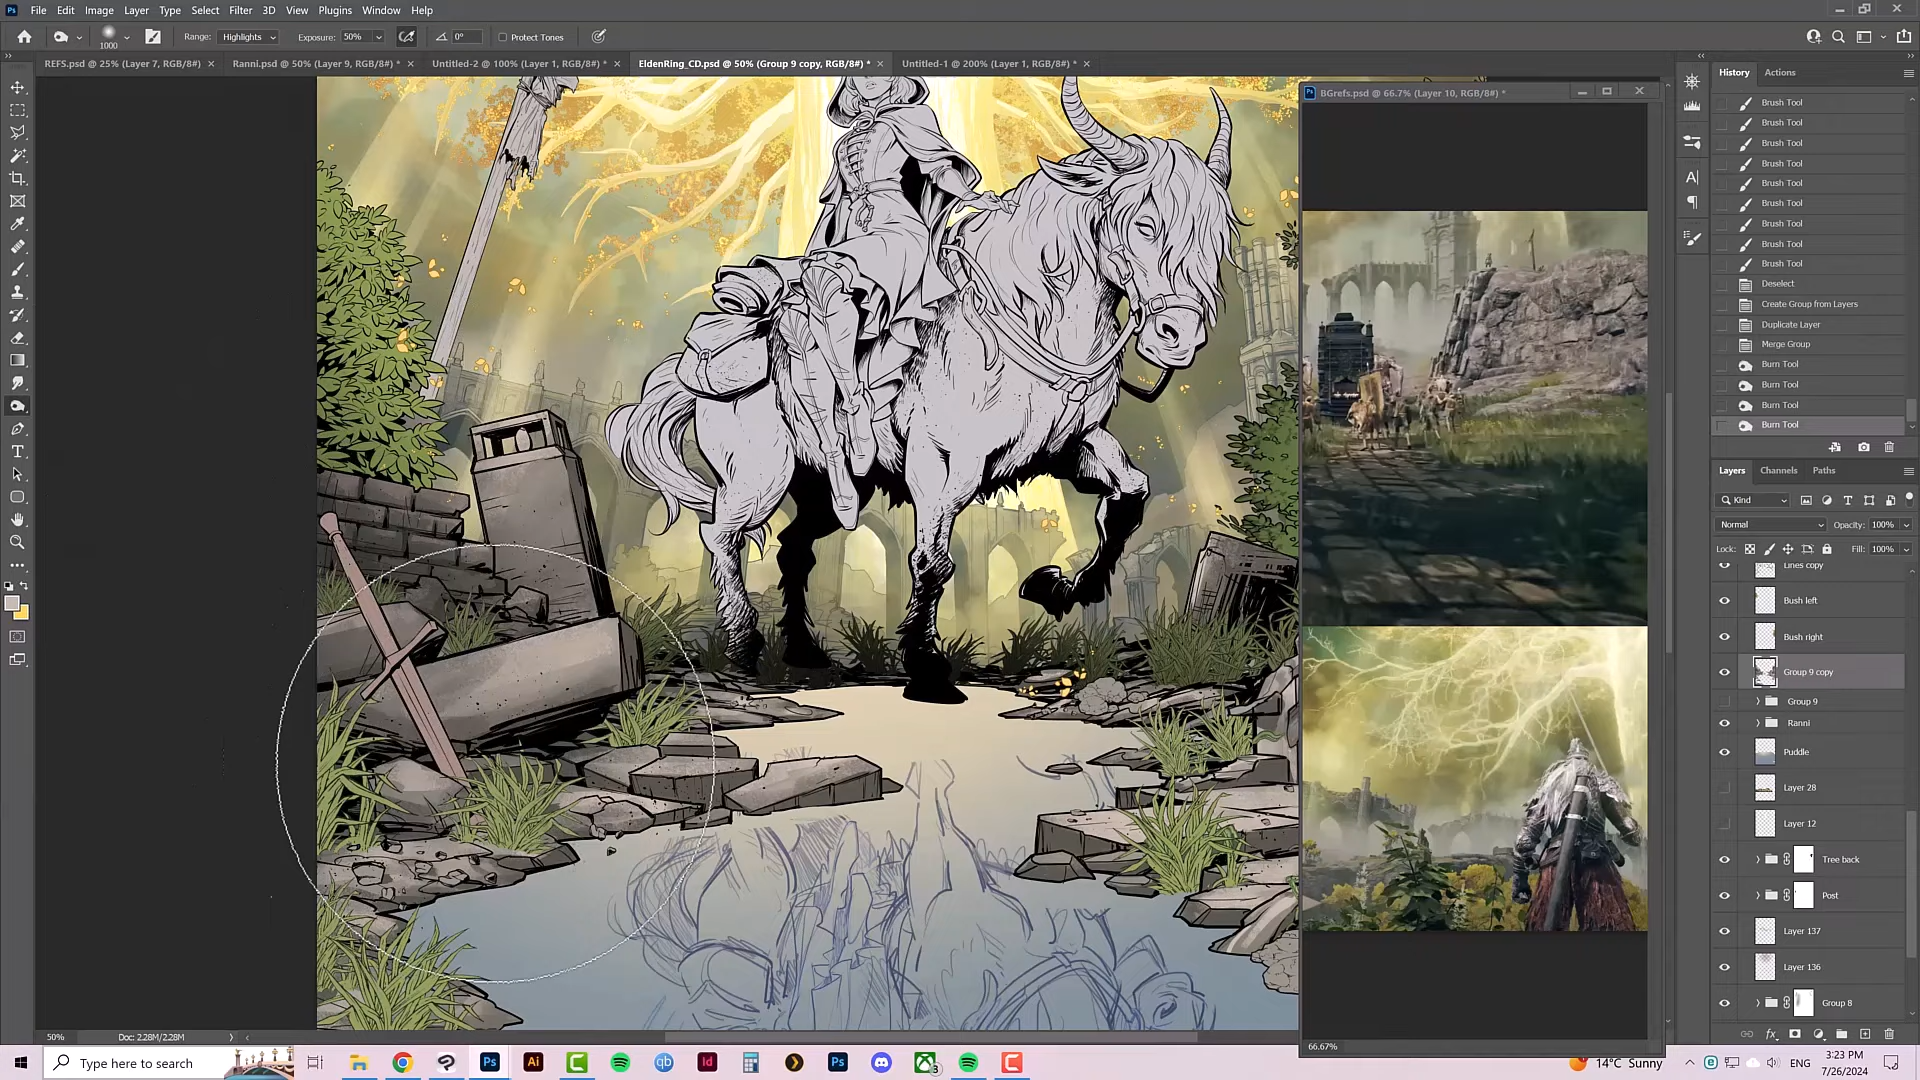 File Edit Image Layer Type Select Filter 3D View Plugins Window Help
1000 Range: Highlights Exposure: 50% 0° Protect Tones
REFS.psd @ 25% (Layer 7, RGB/8#) * Ranni.psd @ 50% (Layer 9, RGB/8#) * Untitled-2 @ 100% (Layer 1, RGB/8#) * EldenRing_CD.psd @ 50% (Group 9 copy, RGB/8#) * Untitled-1 @ 200% (Layer 1, RGB/8#) *
BGrefs.psd @ 66.7% (Layer 10, RGB/8#) *
66.67%
History Actions
Brush Tool
Brush Tool
Brush Tool
Brush Tool
Brush Tool
Brush Tool
Brush Tool
Brush Tool
Brush Tool
Deselect
Create Group from Layers
Duplicate Layer
Merge Group
Burn Tool
Burn Tool
Burn Tool
Burn Tool
Layers Channels Paths
Kind
Normal Opacity: 100%
Lock: Fill: 100%
Lines copy
Bush left
Bush right
Group 9 copy
Group 9
Ranni
Puddle
Layer 28
Layer 12
Tree back
Post
Layer 137
Layer 136
Group 8
50% Doc: 2.28M/2.28M
Type here to search
14°C Sunny ENG 3:23 PM
7/26/2024